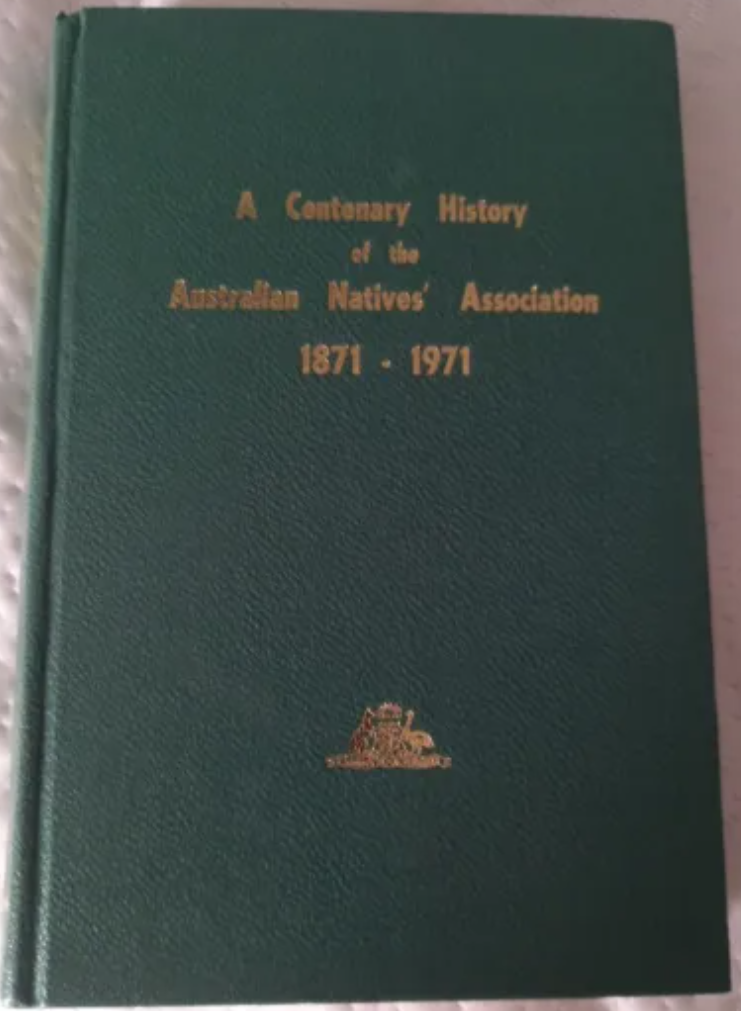 A Centenary History
of the
Australian Natives' Association
1871 - 1971